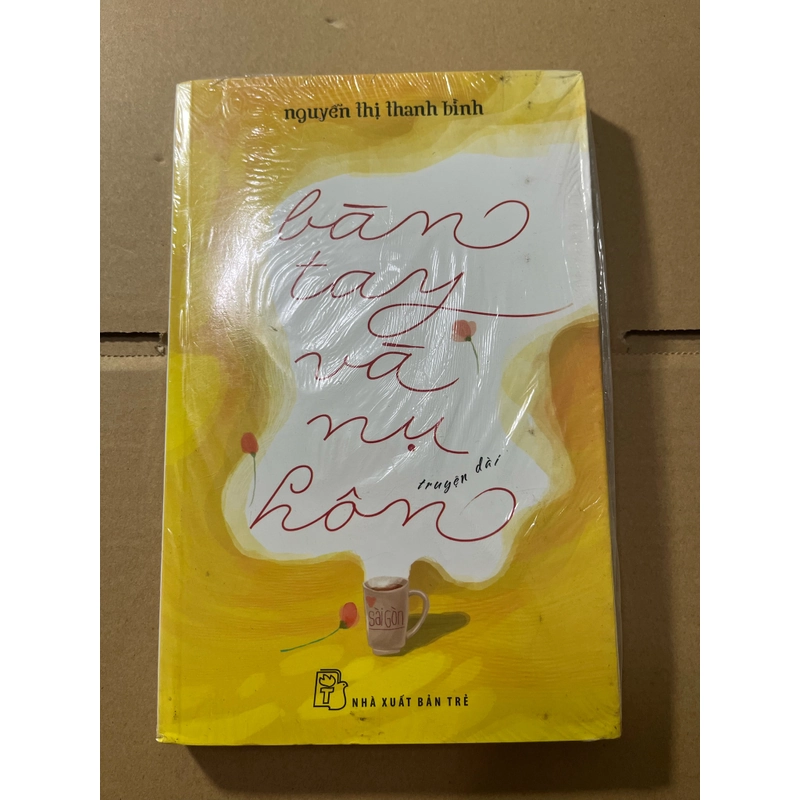 nguyễn thị thanh bình
bàn
tay
và
nụ
hôn
truyện dài
SÀI GÒN
NHÀ XUẤT BẢN TRẺ